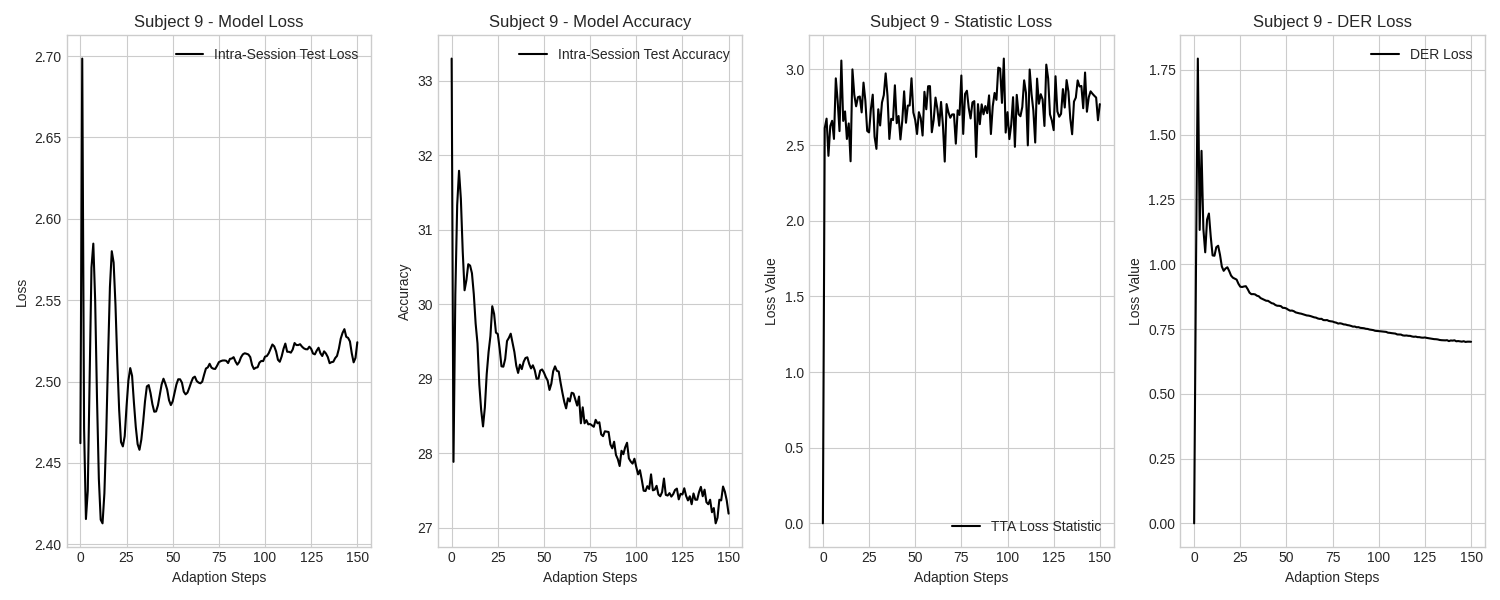 Subject 9 - Model Loss
Intra-Session Test Loss
2.70
2.65
2.60
2.55
2.50
2.45
2.40
Loss
0 25 50 75 100 125 150
Adaption Steps
Subject 9 - Model Accuracy
Intra-Session Test Accuracy
33
32
31
30
29
28
27
Accuracy
0 25 50 75 100 125 150
Adaption Steps
Subject 9 - Statistic Loss
3.0
2.5
2.0
1.5
1.0
0.5
0.0
Loss Value
TTA Loss Statistic
0 25 50 75 100 125 150
Adaption Steps
Subject 9 - DER Loss
DER Loss
1.75
1.50
1.25
1.00
0.75
0.50
0.25
0.00
Loss Value
0 25 50 75 100 125 150
Adaption Steps